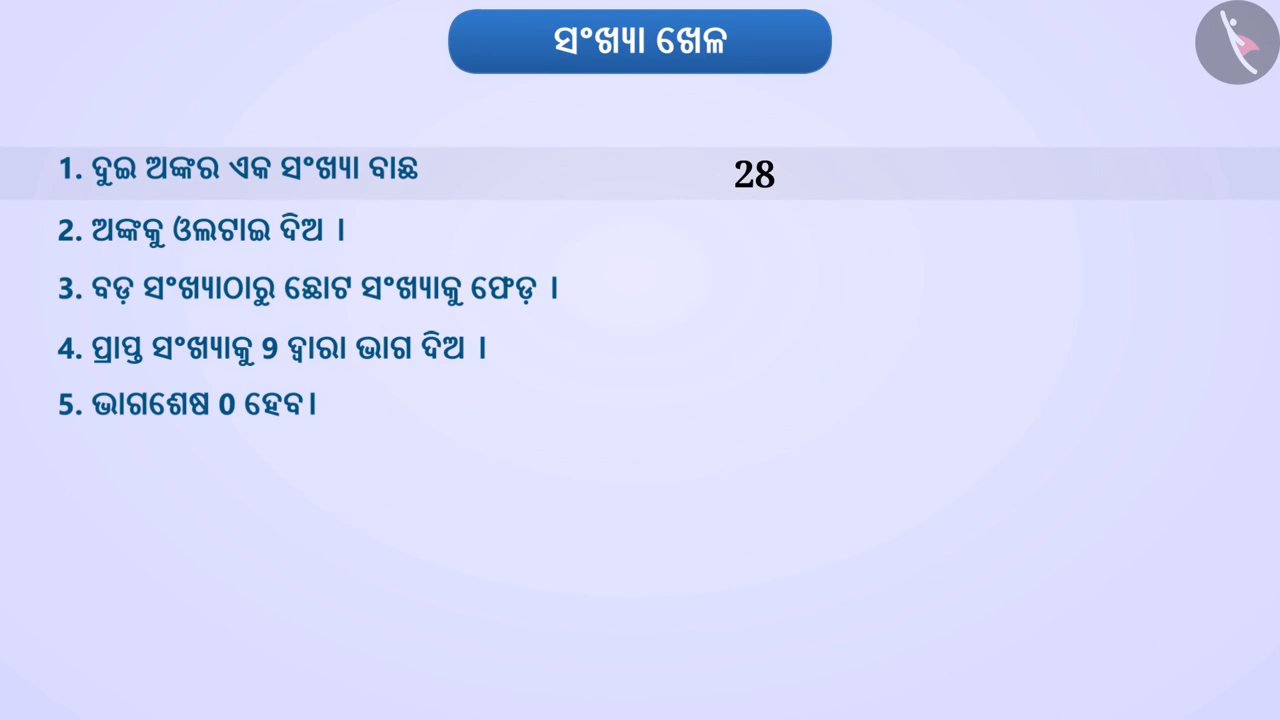 ସଂଖ୍ୟା ଖେଳ
1. ଦୁଇ ଅଙ୍କର ଏକ ସଂଖ୍ୟା ବାଛ 28
2. ଅଙ୍କକୁ ଓଲଟାଇ ଦିଅ ।
3. ବଡ଼ ସଂଖ୍ୟାଠାରୁ ଛୋଟ ସଂଖ୍ୟାକୁ ଫେଡ଼ ।
4. ପ୍ରାପ୍ତ ସଂଖ୍ୟାକୁ 9 ଦ୍ୱାରା ଭାଗ ଦିଅ ।
5. ଭାଗଶେଷ 0 ହେବ।